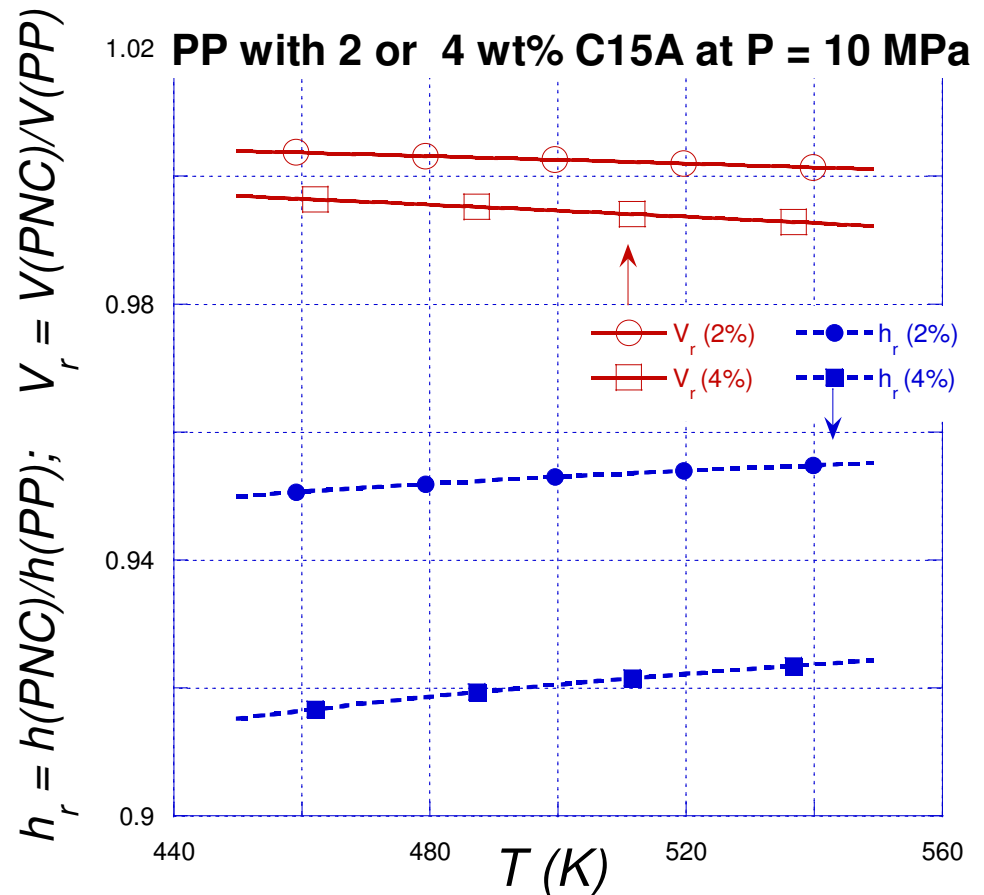 PP with 2 or  4 wt% C15A at P = 10 MPa
h_r = h(PNC)/h(PP);   V_r = V(PNC)/V(PP)
1.02
0.98
0.94
0.9
V_r (2%)
h_r (2%)
V_r (4%)
h_r (4%)
440
480
520
560
T (K)